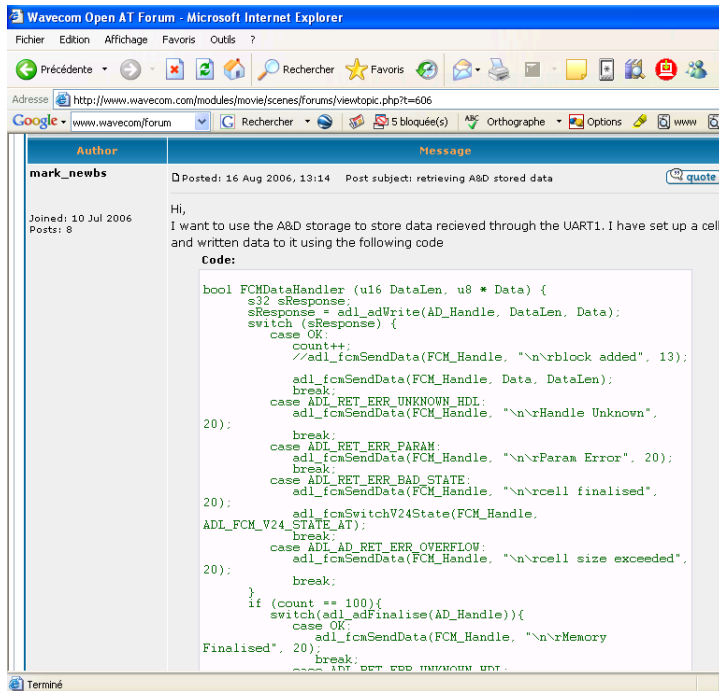 Wavecom Open AT Forum - Microsoft Internet Explorer
Fichier Edition Affichage Favoris Outils ?
Précédente Rechercher Favoris
Adresse http://www.wavecom.com/modules/movie/scenes/forums/viewtopic.php?t=606
Google www.wavecom/forum G Rechercher 5 bloquée(s) ABC Orthographe Options www
Author Message
mark_newbs
Posted: 16 Aug 2006, 13:14 Post subject: retrieving A&D stored data quote
Joined: 10 Jul 2006
Posts: 8
Hi,
I want to use the A&D storage to store data recieved through the UART1. I have set up a cell
and written data to it using the following code
Code:
bool FCMDataHandler (u16 DataLen, u8 * Data) {
s32 sResponse;
sResponse = adl_adWrite(AD_Handle, DataLen, Data);
switch (sResponse) {
case OK:
count++;
//adl_fcmSendData(FCM_Handle, "\n\rblock added", 13);
adl_fcmSendData(FCM_Handle, Data, DataLen);
break;
case ADL_RET_ERR_UNKNOWN_HDL:
adl_fcmSendData(FCM_Handle, "\n\rHandle Unknown",
20);
break;
case ADL_RET_ERR_PARAM:
adl_fcmSendData(FCM_Handle, "\n\rParam Error", 20);
break;
case ADL_RET_ERR_BAD_STATE:
adl_fcmSendData(FCM_Handle, "\n\rcell finalised",
20);
adl_fcmSwitchV24State(FCM_Handle,
ADL_FCM_V24_STATE_AT);
break;
case ADL_AD_RET_ERR_OVERFLOW:
adl_fcmSendData(FCM_Handle, "\n\rcell size exceeded",
20);
break;
}
if (count == 100){
switch(adl_adFinalise(AD_Handle)){
case OK:
adl_fcmSendData(FCM_Handle, "\n\rMemory
Finalised", 20);
break;
case ADL_RET_ERR_UNKNOWN_HDL:
Terminé